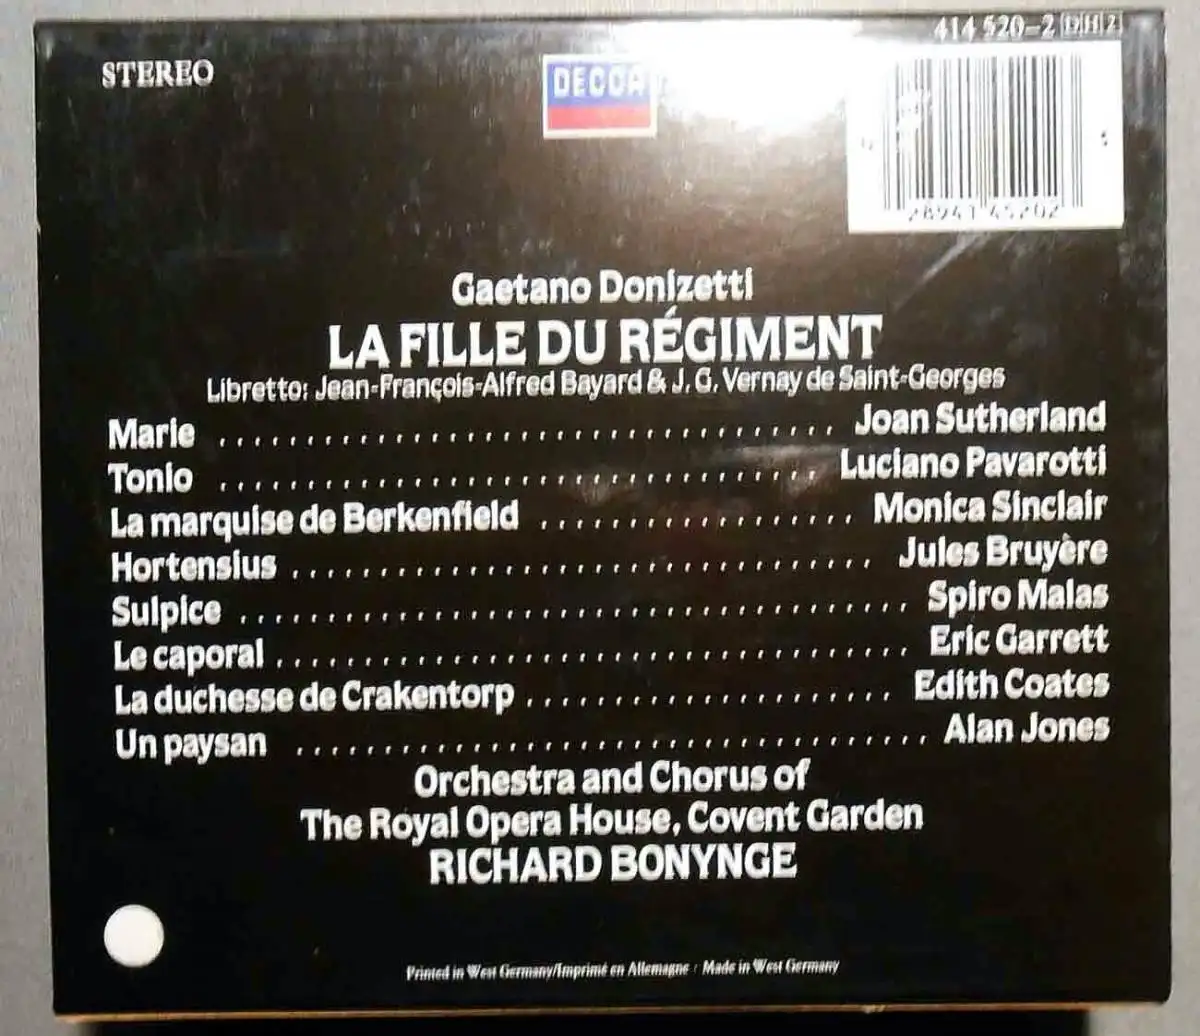 414 520-2 DH2
STEREO
DECCA
28941 45202
Gaetano Donizetti
LA FILLE DU RÉGIMENT
Libretto: Jean-François-Alfred Bayard & J. G. Vernay de Saint-Georges
Marie . . . . . . . . . . . . . . . . . . . . . . . . . . . . . . . . . . . . Joan Sutherland
Tonio . . . . . . . . . . . . . . . . . . . . . . . . . . . . . . . . . . . Luciano Pavarotti
La marquise de Berkenfield . . . . . . . . . . . . . . . . . . Monica Sinclair
Hortensius . . . . . . . . . . . . . . . . . . . . . . . . . . . . . . . . . Jules Bruyère
Sulpice . . . . . . . . . . . . . . . . . . . . . . . . . . . . . . . . . . . . . . Spiro Malas
Le caporal . . . . . . . . . . . . . . . . . . . . . . . . . . . . . . . . . . . . Eric Garrett
La duchesse de Crakentorp . . . . . . . . . . . . . . . . . . . . . Edith Coates
Un paysan . . . . . . . . . . . . . . . . . . . . . . . . . . . . . . . . . . . . Alan Jones
Orchestra and Chorus of
The Royal Opera House, Covent Garden
RICHARD BONYNGE
Printed in West Germany/Imprimé en Allemagne · Made in West Germany